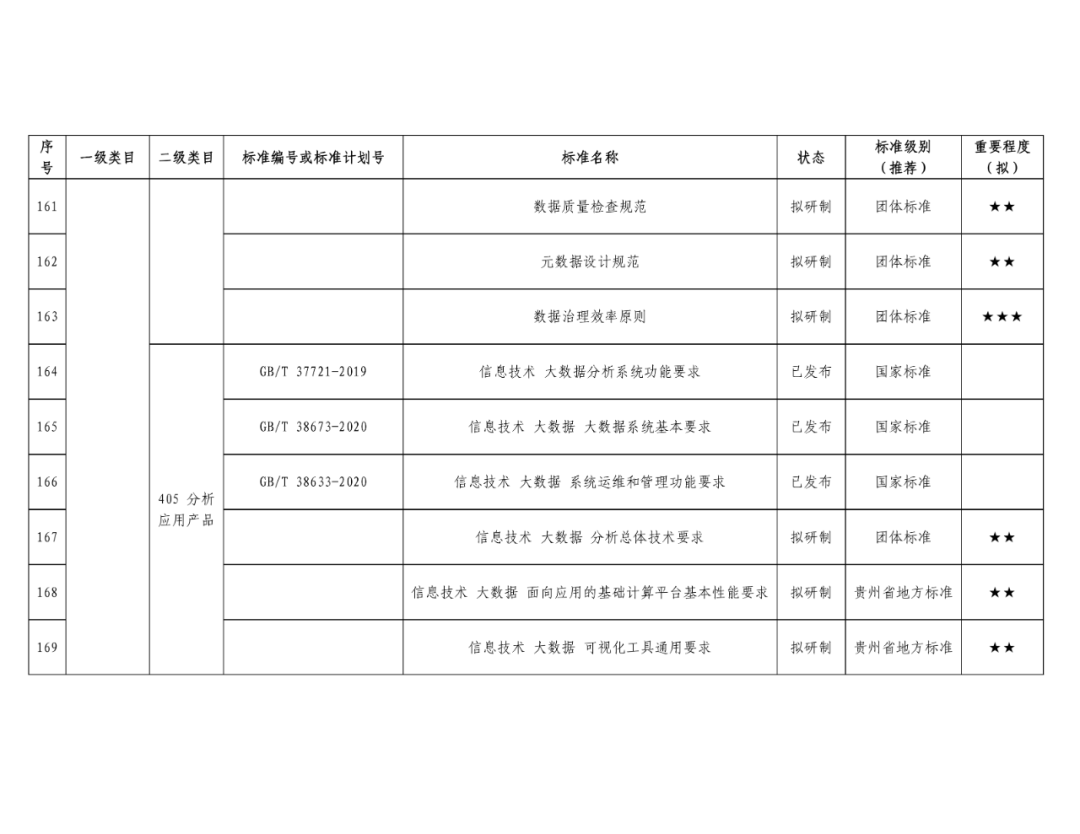 序号 一级类目 二级类目 标准编号或标准计划号 标准名称 状态 标准级别（推荐） 重要程度（拟）
161 数据质量检查规范 拟研制 团体标准 ★★
162 元数据设计规范 拟研制 团体标准 ★★
163 数据治理效率原则 拟研制 团体标准 ★★★
405 分析应用产品
164 GB/T 37721-2019 信息技术 大数据分析系统功能要求 已发布 国家标准
165 GB/T 38673-2020 信息技术 大数据 大数据系统基本要求 已发布 国家标准
166 GB/T 38633-2020 信息技术 大数据 系统运维和管理功能要求 已发布 国家标准
167 信息技术 大数据 分析总体技术要求 拟研制 团体标准 ★★
168 信息技术 大数据 面向应用的基础计算平台基本性能要求 拟研制 贵州省地方标准 ★★
169 信息技术 大数据 可视化工具通用要求 拟研制 贵州省地方标准 ★★